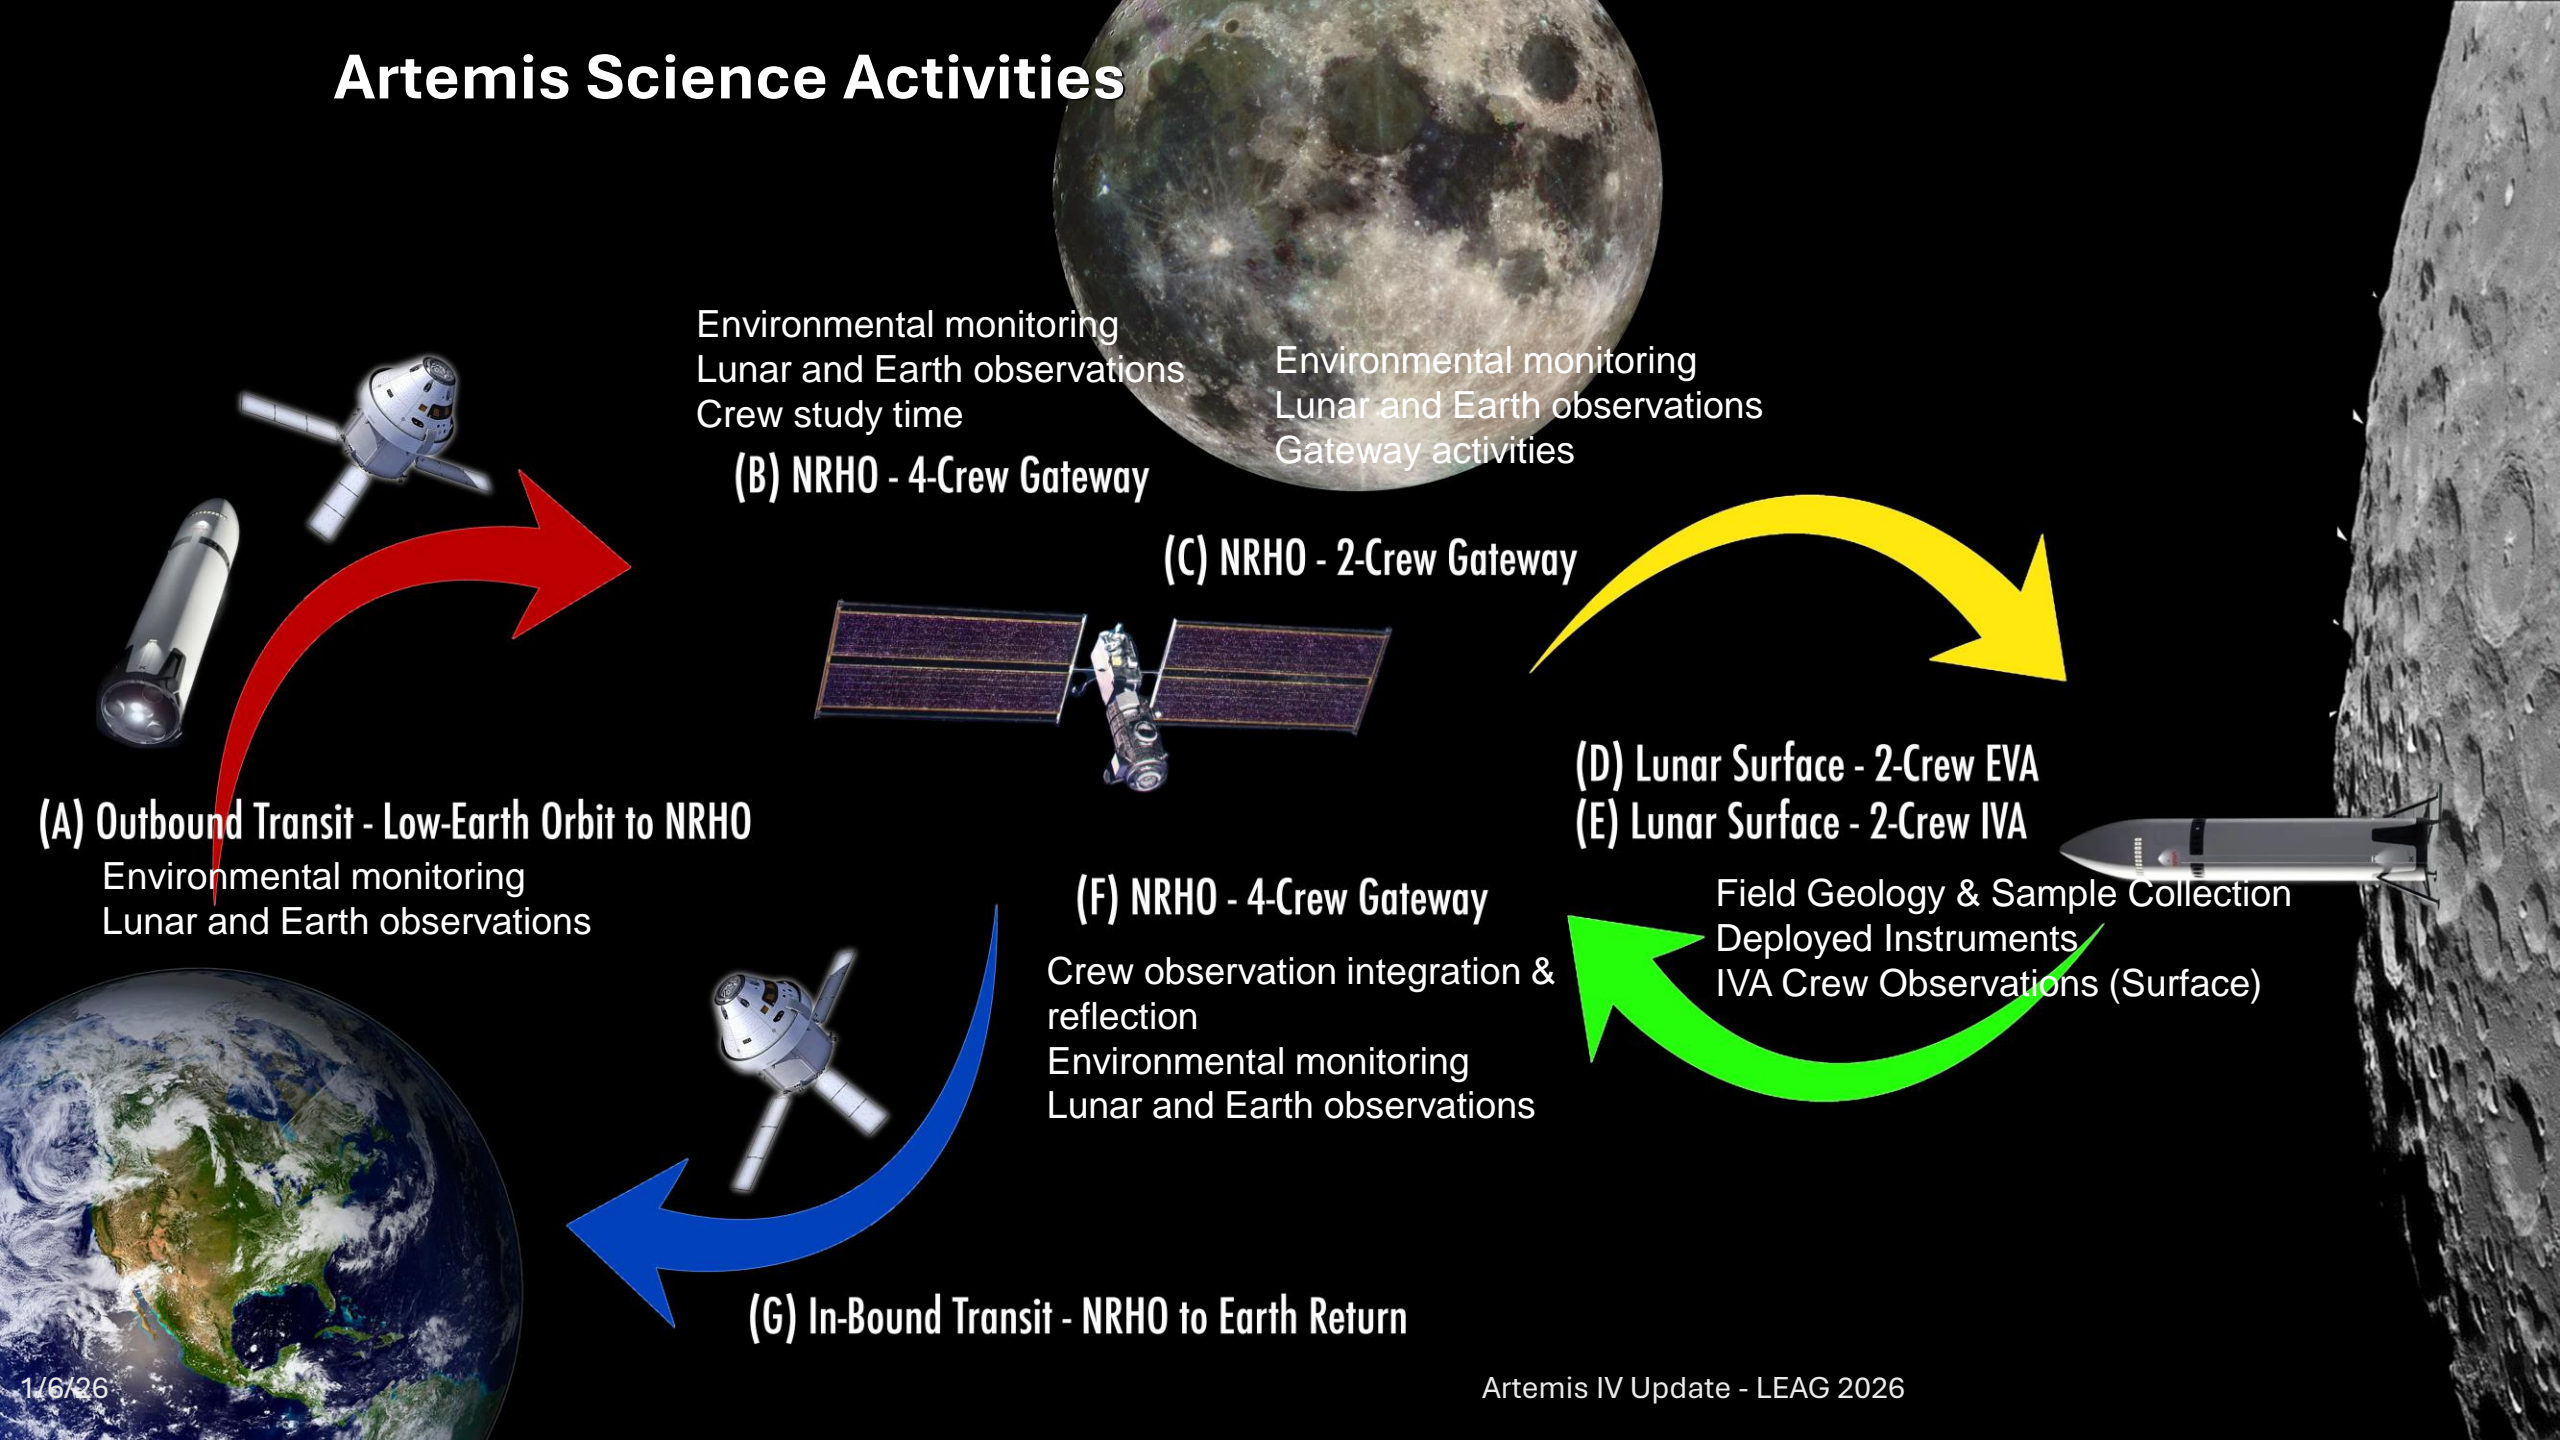 Artemis Science Activities
Environmental monitoring
Lunar and Earth observations
Crew study time
(B) NRHO - 4-Crew Gateway
Environmental monitoring
Lunar and Earth observations
Gateway activities
(C) NRHO - 2-Crew Gateway
(A) Outbound Transit - Low-Earth Orbit to NRHO
Environmental monitoring
Lunar and Earth observations
(D) Lunar Surface - 2-Crew EVA
(E) Lunar Surface - 2-Crew IVA
Field Geology & Sample Collection
Deployed Instruments
IVA Crew Observations (Surface)
(F) NRHO - 4-Crew Gateway
Crew observation integration &
reflection
Environmental monitoring
Lunar and Earth observations
(G) In-Bound Transit - NRHO to Earth Return
1/6/26
Artemis IV Update - LEAG 2026